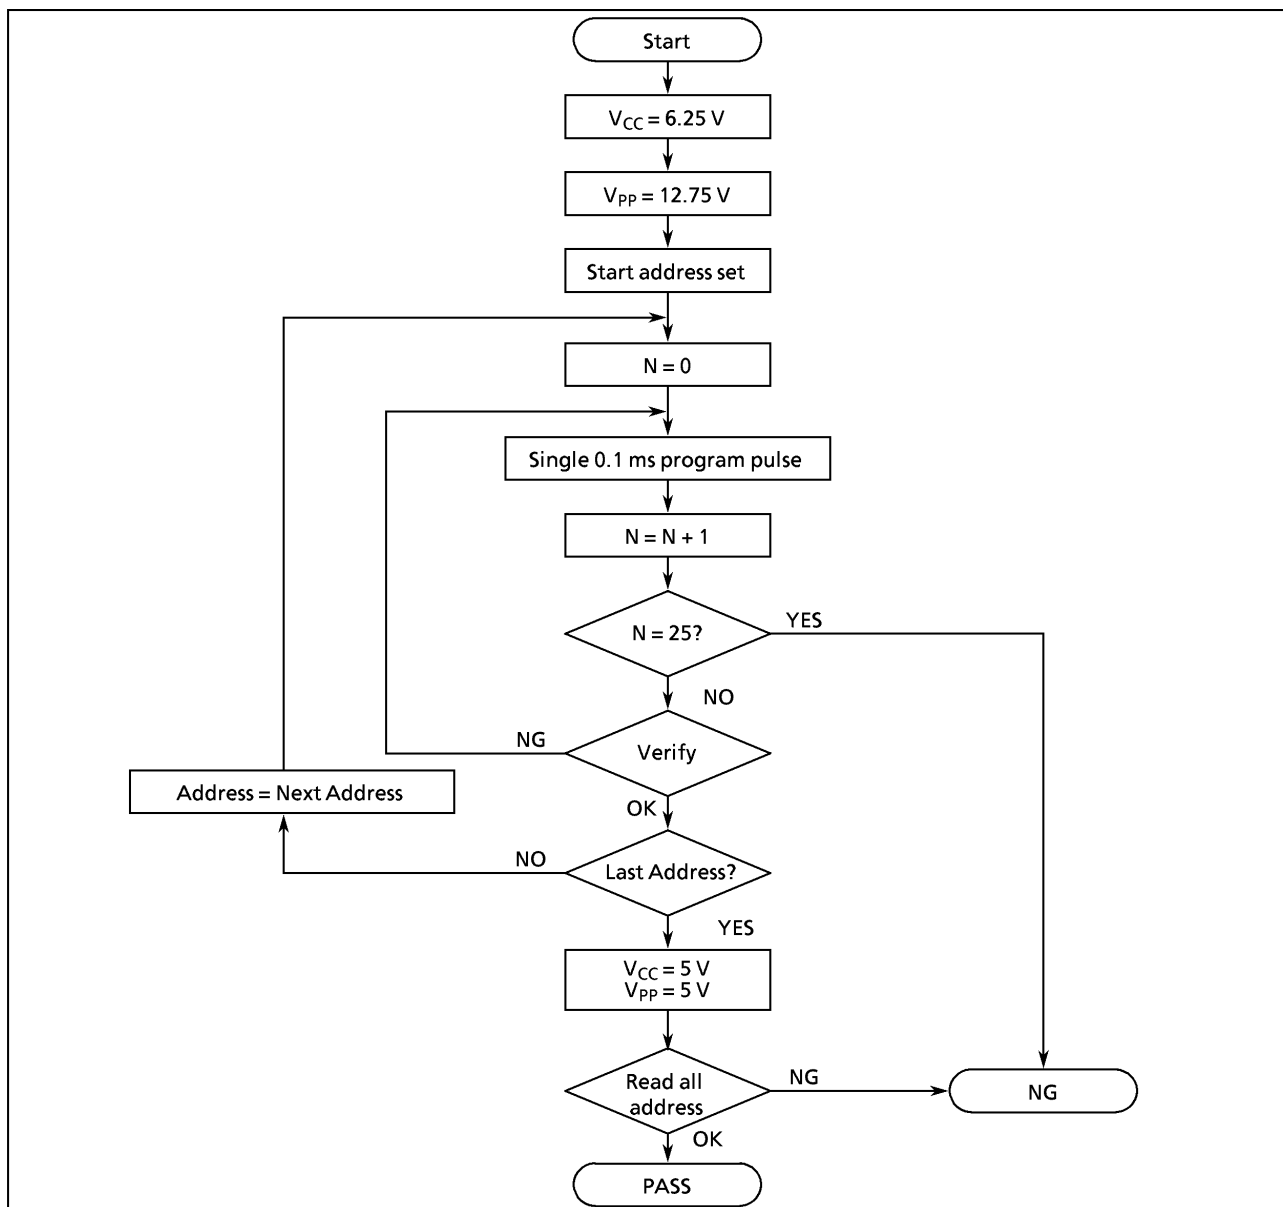 Start
VCC = 6.25 V
VPP = 12.75 V
Start address set
N = 0
Single 0.1 ms program pulse
N = N + 1
N = 25?
YES
NO
Verify
NG
Address = Next Address
OK
Last Address?
NO
YES
VCC = 5 V
VPP = 5 V
Read all
address
NG
NG
OK
PASS